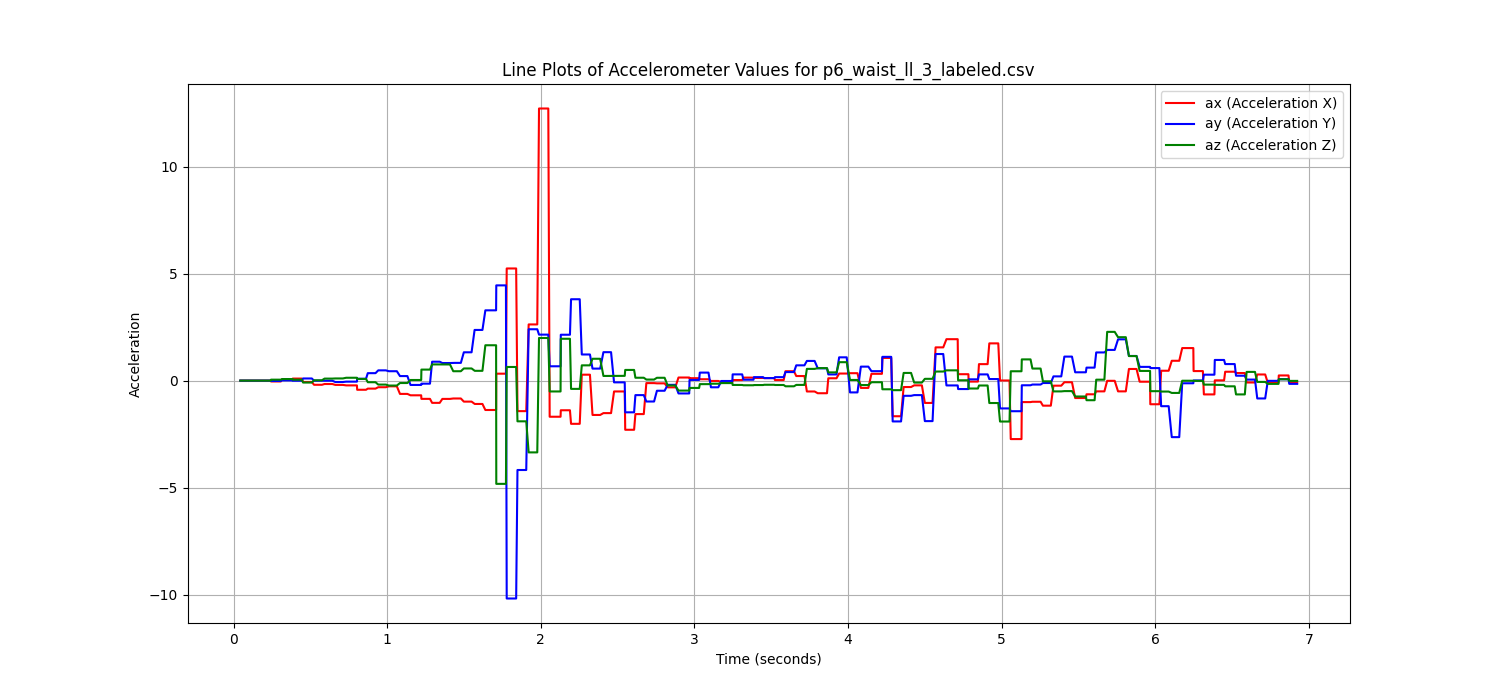 Line Plots of Accelerometer Values for p6_waist_ll_3_labeled.csv
ax (Acceleration X)
ay (Acceleration Y)
az (Acceleration Z)
Acceleration
10
5
0
−5
−10
0 1 2 3 4 5 6 7
Time (seconds)